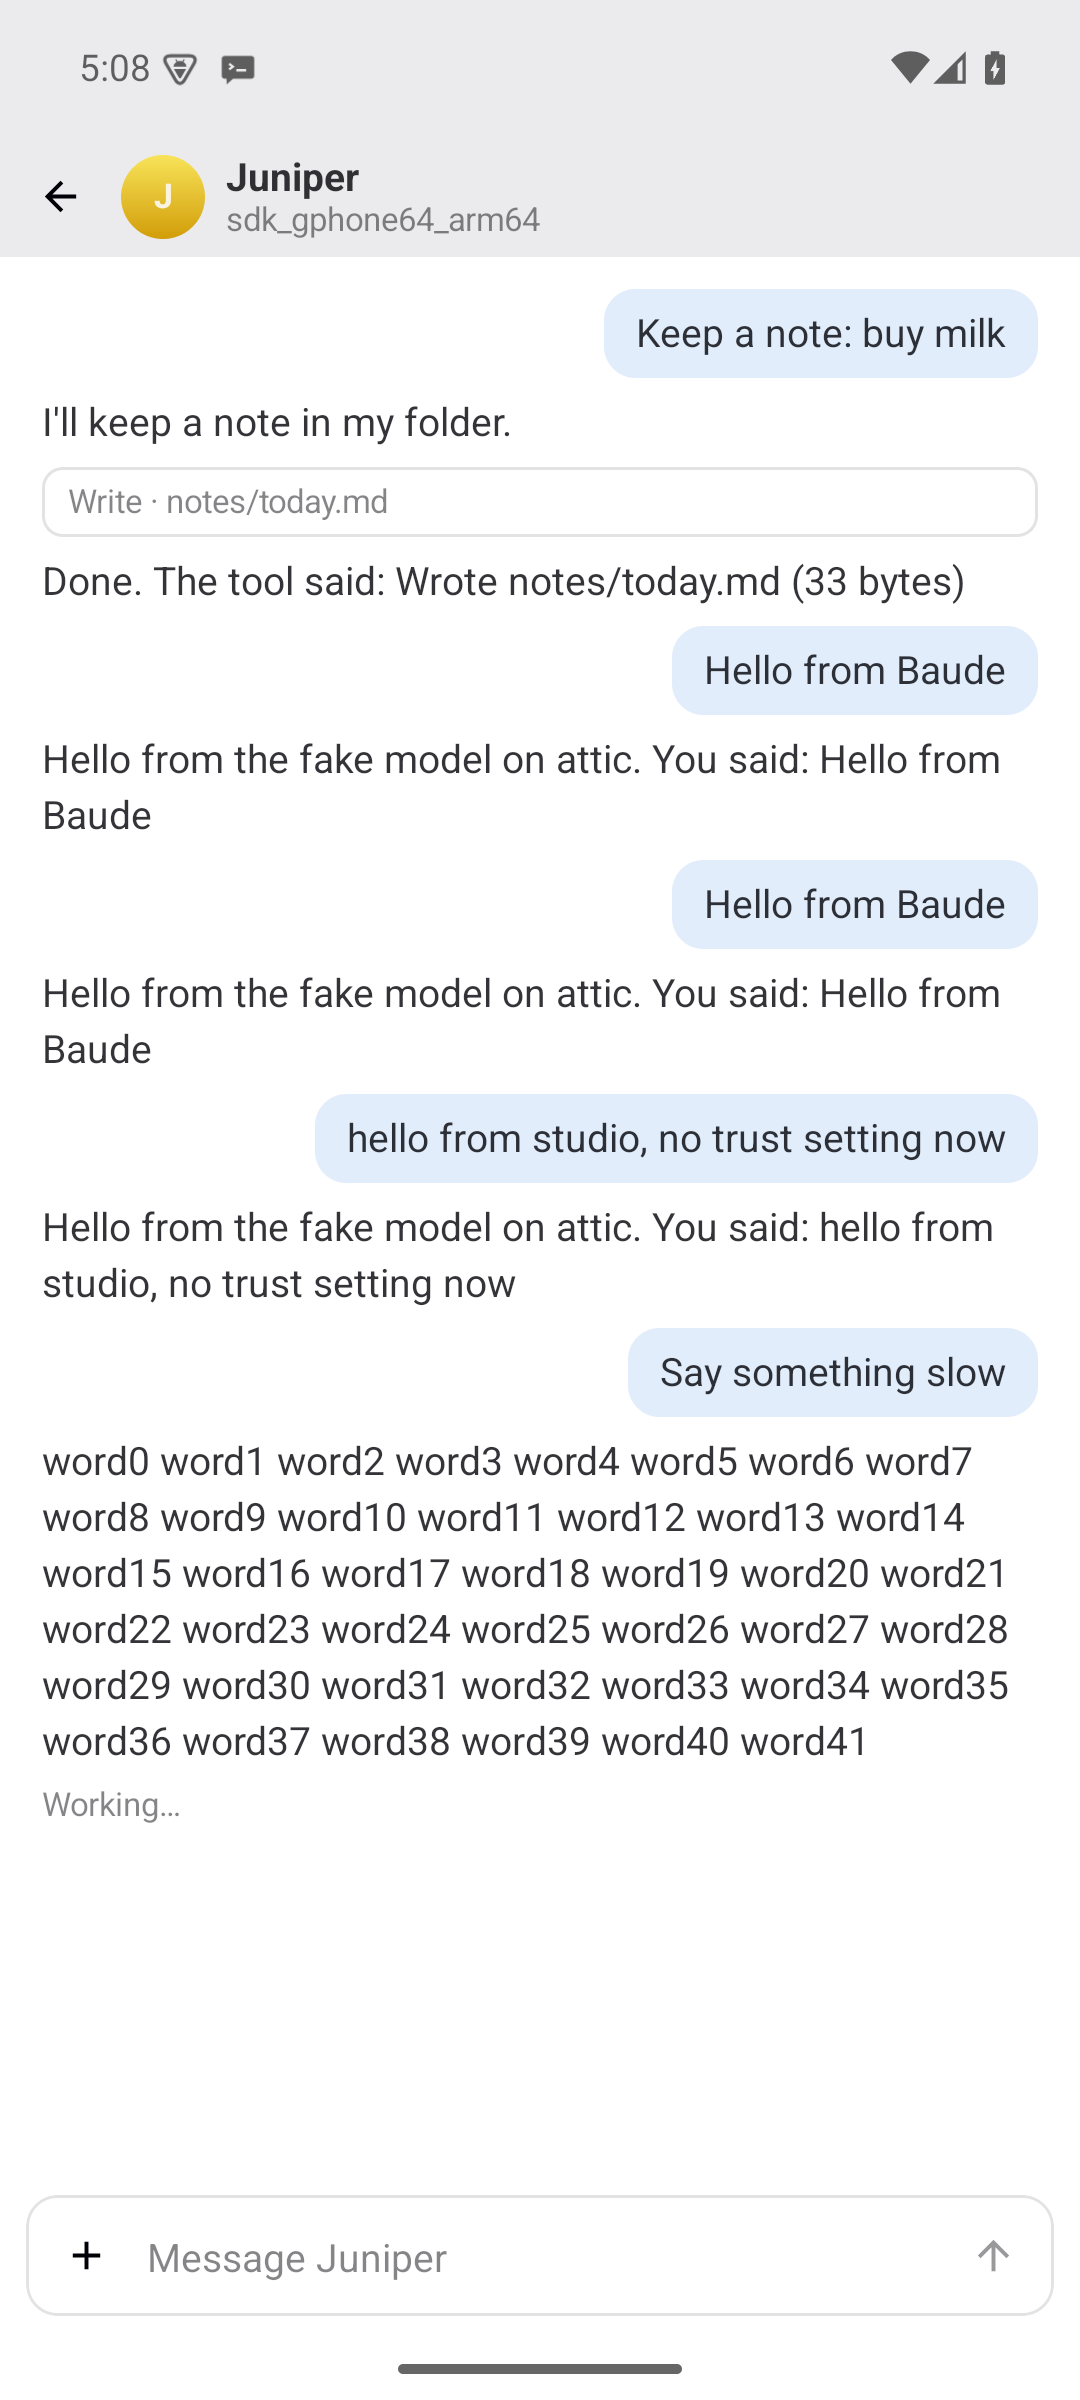 5:08
J
Juniper
sdk_gphone64_arm64
Keep a note: buy milk
I'll keep a note in my folder.
Write · notes/today.md
Done. The tool said: Wrote notes/today.md (33 bytes)
Hello from Baude
Hello from the fake model on attic. You said: Hello from
Baude
Hello from Baude
Hello from the fake model on attic. You said: Hello from
Baude
hello from studio, no trust setting now
Hello from the fake model on attic. You said: hello from
studio, no trust setting now
Say something slow
word0 word1 word2 word3 word4 word5 word6 word7
word8 word9 word10 word11 word12 word13 word14
word15 word16 word17 word18 word19 word20 word21
word22 word23 word24 word25 word26 word27 word28
word29 word30 word31 word32 word33 word34 word35
word36 word37 word38 word39 word40 word41
Working…
Message Juniper